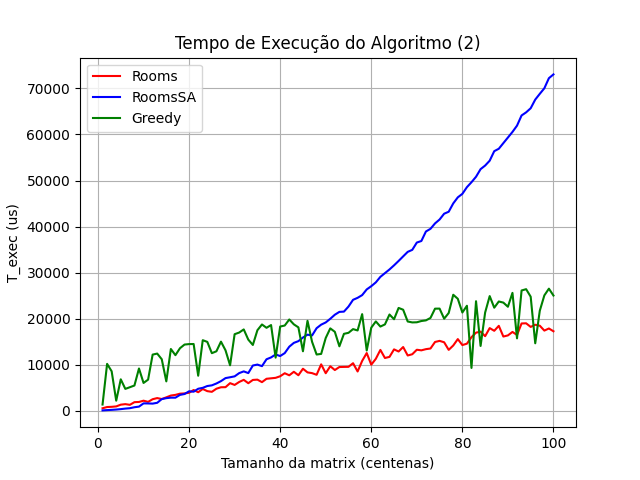 Tempo de Execução do Algoritmo (2)
Rooms
RoomsSA
Greedy
T_exec (us)
70000
60000
50000
40000
30000
20000
10000
0
0 20 40 60 80 100
Tamanho da matrix (centenas)